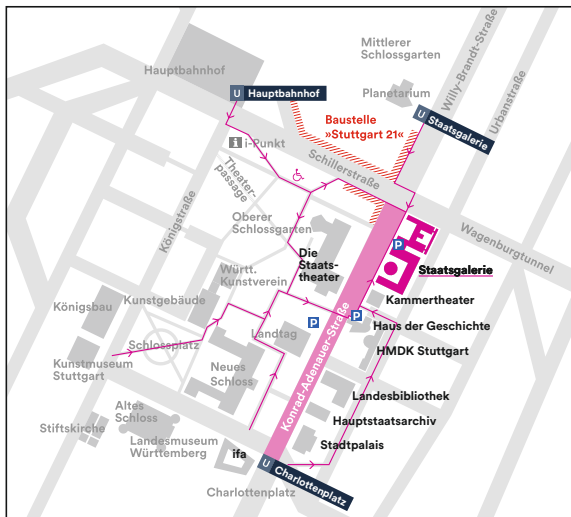 Mittlerer
Schlossgarten
Willy-Brandt-Straße
Urbanstraße
Hauptbahnhof
U Hauptbahnhof
Planetarium
U Staatsgalerie
Baustelle
»Stuttgart 21«
i i-Punkt
Schillerstraße
Theater-
passage
Königstraße
Oberer
Schlossgarten
Wagenburgtunnel
P
Die
Staats-
theater
Staatsgalerie
Württ.
Kunstverein
Kammertheater
Königsbau
Kunstgebäude
P
P
Haus der Geschichte
Schlossplatz
Landtag
Konrad-Adenauer-Straße
HMDK Stuttgart
Kunstmuseum
Stuttgart
Neues
Schloss
Landesbibliothek
Altes
Schloss
Hauptstaatsarchiv
Stiftskirche
Landesmuseum
Württemberg
Stadtpalais
ifa
U Charlottenplatz
Charlottenplatz